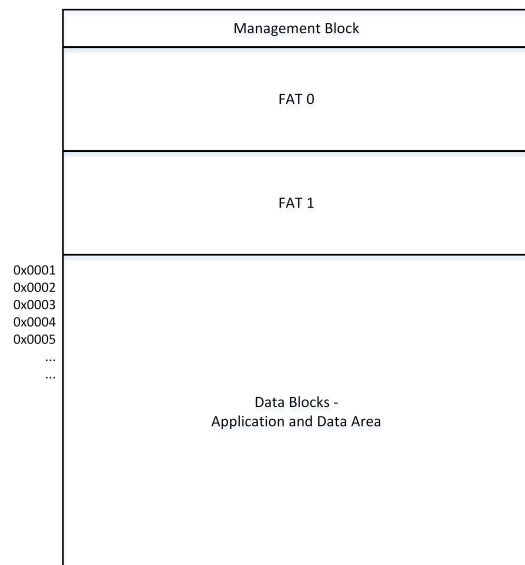 Management Block
FAT 0
FAT 1
0x0001
0x0002
0x0003
0x0004
0x0005
...
...
Data Blocks -
Application and Data Area